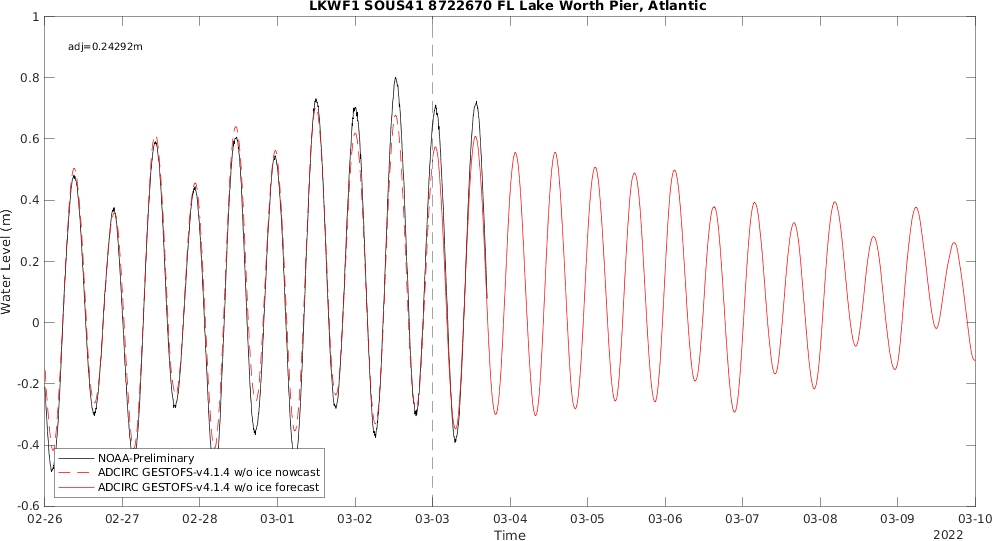 LKWF1 SOUS41 8722670 FL Lake Worth Pier, Atlantic
adj=0.24292m
1
0.8
0.6
0.4
0.2
0
-0.2
-0.4
-0.6
Water Level (m)
NOAA-Preliminary
ADCIRC GESTOFS-v4.1.4 w/o ice nowcast
ADCIRC GESTOFS-v4.1.4 w/o ice forecast
02-26 02-27 02-28 03-01 03-02 03-03 03-04 03-05 03-06 03-07 03-08 03-09 03-10
Time
2022